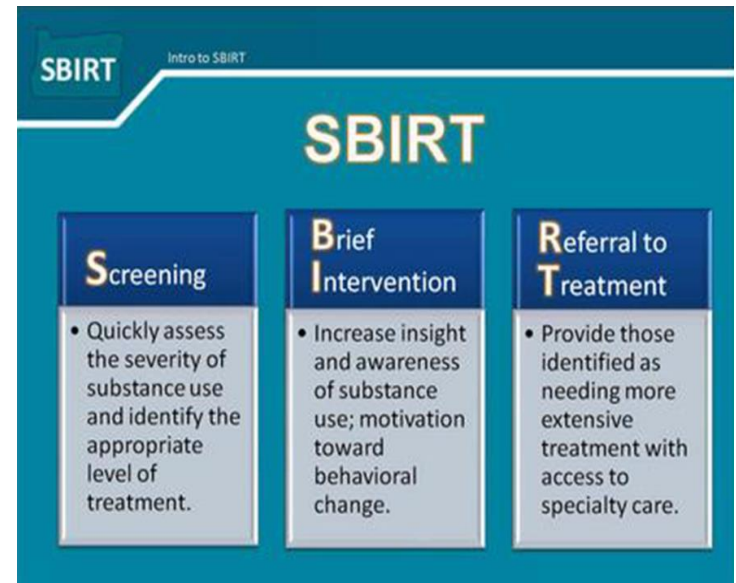 SBIRT
Intro to SBIRT
SBIRT
Screening
• Quickly assess
the severity of
substance use
and identify the
appropriate
level of
treatment.
Brief
Intervention
• Increase insight
and awareness
of substance
use; motivation
toward
behavioral
change.
Referral to
Treatment
• Provide those
identified as
needing more
extensive
treatment with
access to
specialty care.